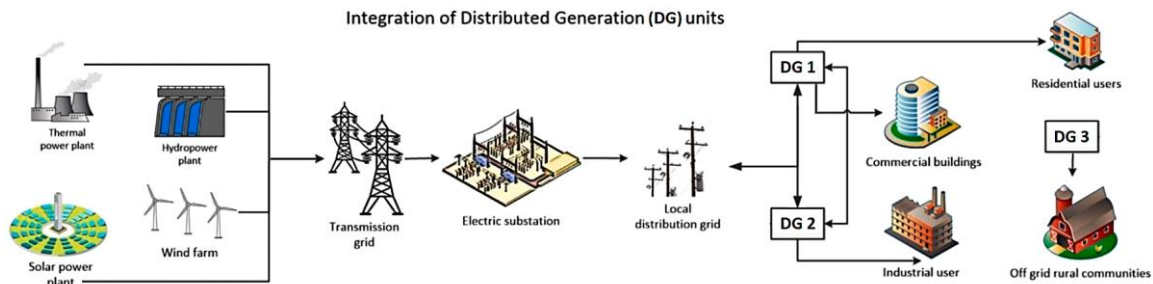 Integration of Distributed Generation (DG) units
Thermal
power plant
Hydropower
plant
Solar power
plant
Wind farm
Transmission
grid
Electric substation
Local
distribution grid
DG 1
DG 2
Residential users
Commercial buildings
Industrial user
DG 3
Off grid rural communities